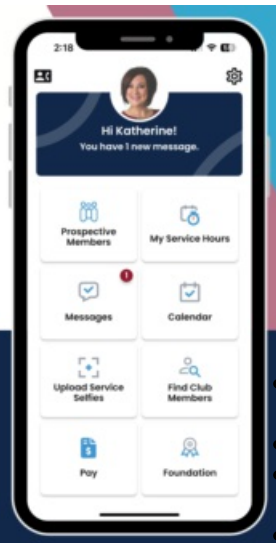 2:18
Hi Katherine!
You have 1 new message.
Prospective
Members
My Service Hours
Messages
Calendar
Upload Service
Selfies
Find Club
Members
Pay
Foundation